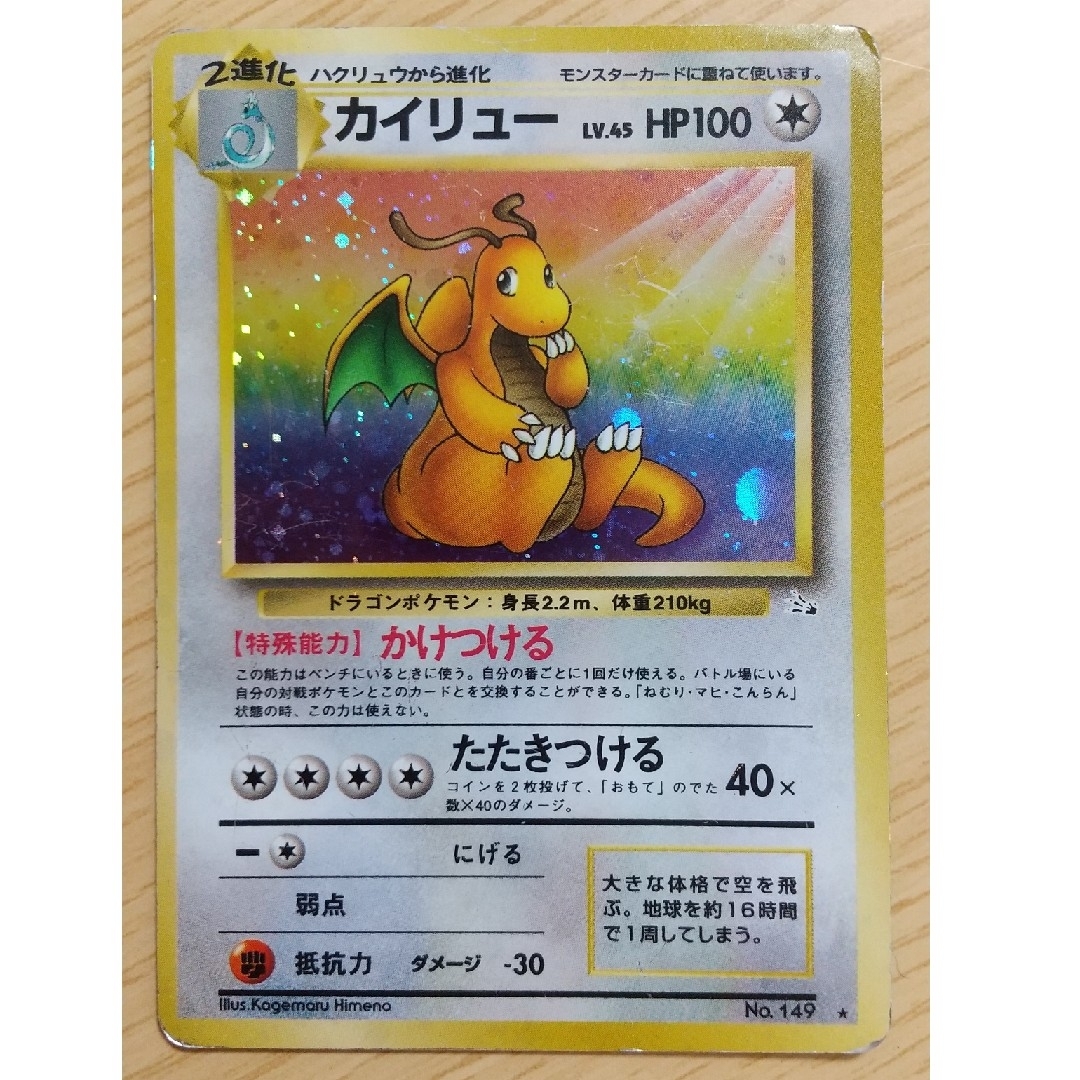 2進化 ハクリュウから進化 モンスターカードに重ねて使います。
カイリュー LV.45 HP100
ドラゴンポケモン：身長2.2m、体重210kg
【特殊能力】かけつける
この能力はベンチにいるときに使う。自分の番ごとに1回だけ使える。バトル場にいる
自分の対戦ポケモンとこのカードとを交換することができる。「ねむり・マヒ・こんらん」
状態の時、この力は使えない。
たたきつける 40×
コインを2枚投げて、「おもて」のでた
数×40のダメージ。
にげる
弱点
抵抗力 ダメージ -30
大きな体格で空を飛
ぶ。地球を約16時間
で1周してしまう。
Illus.Kagemaru Himeno
No. 149 ★